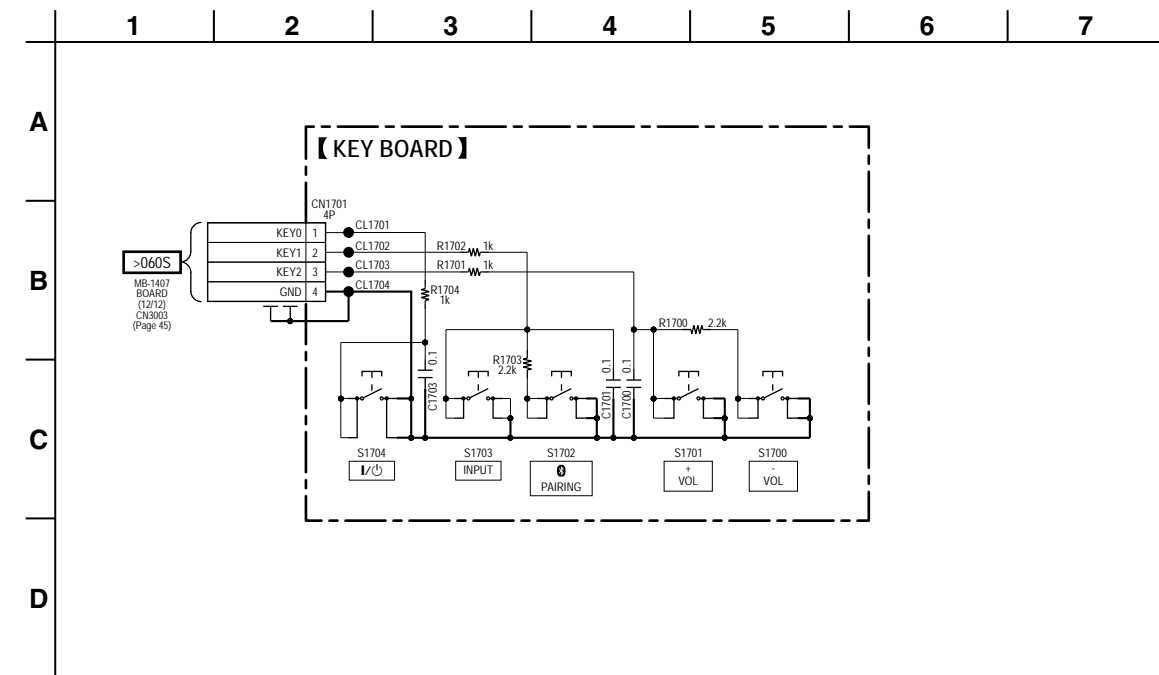 1 2 3 4 5 6 7
A
B
C
D
【 KEY BOARD 】
CN1701
4P
KEY0 1
KEY1 2
KEY2 3
GND 4
CL1701
CL1702
CL1703
CL1704
>060S
MB-1407
BOARD
(12/12)
CN3003
(Page 45)
R1702 1k
R1701 1k
R1704
1k
R1700 2.2k
R1703
2.2k
C1703 0.1
C1701 0.1
C1700 0.1
S1704
I/⏻
S1703
INPUT
S1702
PAIRING
S1701
+
VOL
S1700
-
VOL